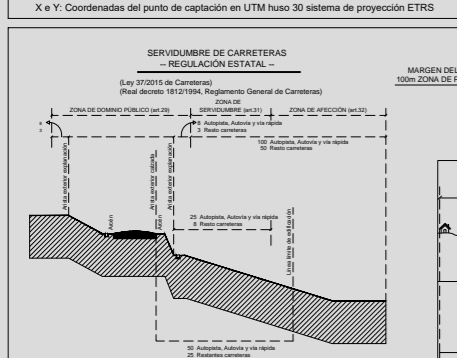 X e Y: Coordenadas del punto de captación en UTM huso 30 sistema de proyección ETRS
SERVIDUMBRE DE CARRETERAS
-- REGULACIÓN ESTATAL --
(Ley 37/2015 de Carreteras)
(Real decreto 1812/1994, Reglamento General de Carreteras)
MARGEN DEL
100m ZONA DE
ZONA DE DOMINIO PÚBLICO (art.29)
ZONA DE
SERVIDUMBRE (art.31)
ZONA DE AFECCIÓN (art.32)
8
3
8 Autopista, Autovía y vía rápida
3 Resto carreteras
100 Autopista, Autovía y vía rápida
50 Resto carreteras
Arista exterior explanación
Arcén
Arista exterior calzada
Arcén
Arista exterior explanación
25 Autopista, Autovía y vía rápida
8 Resto carreteras
Línea límite de edificación
50 Autopista, Autovía y vía rápida
25 Restantes carreteras